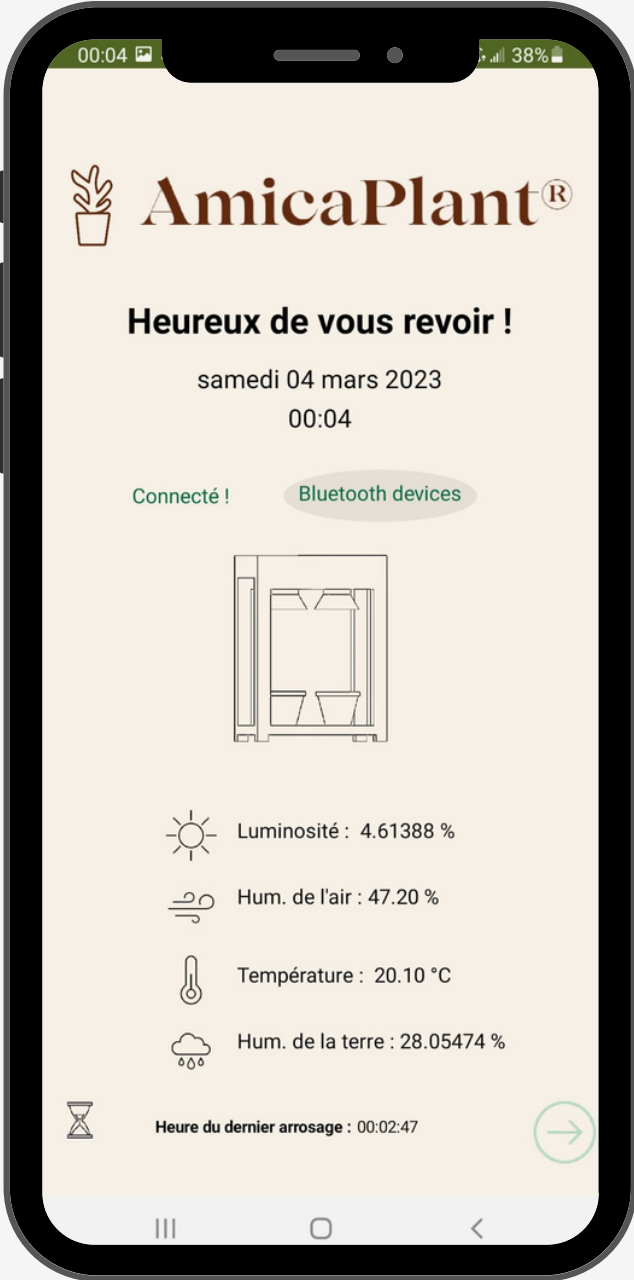 00:04
38%
AmicaPlant®
Heureux de vous revoir !
samedi 04 mars 2023
00:04
Connecté !
Bluetooth devices
Luminosité : 4.61388 %
Hum. de l'air : 47.20 %
Température : 20.10 °C
Hum. de la terre : 28.05474 %
Heure du dernier arrosage : 00:02:47